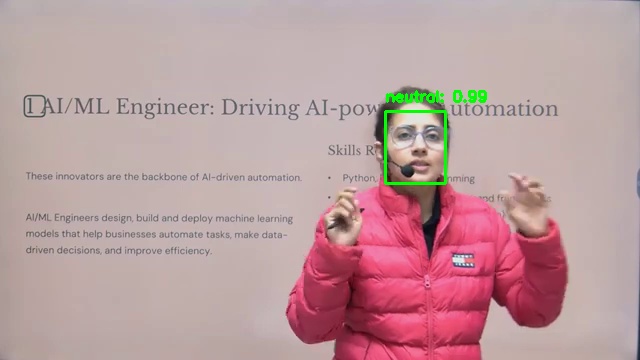 neutral: 0.99
1 AI/ML Engineer: Driving AI-pow utomation
Skills R
These innovators are the backbone of AI-driven automation.
• Python,
AI/ML Engineers design, build and deploy machine learning
models that help businesses automate tasks, make data-
driven decisions, and improve efficiency.
TOMMY
JEANS